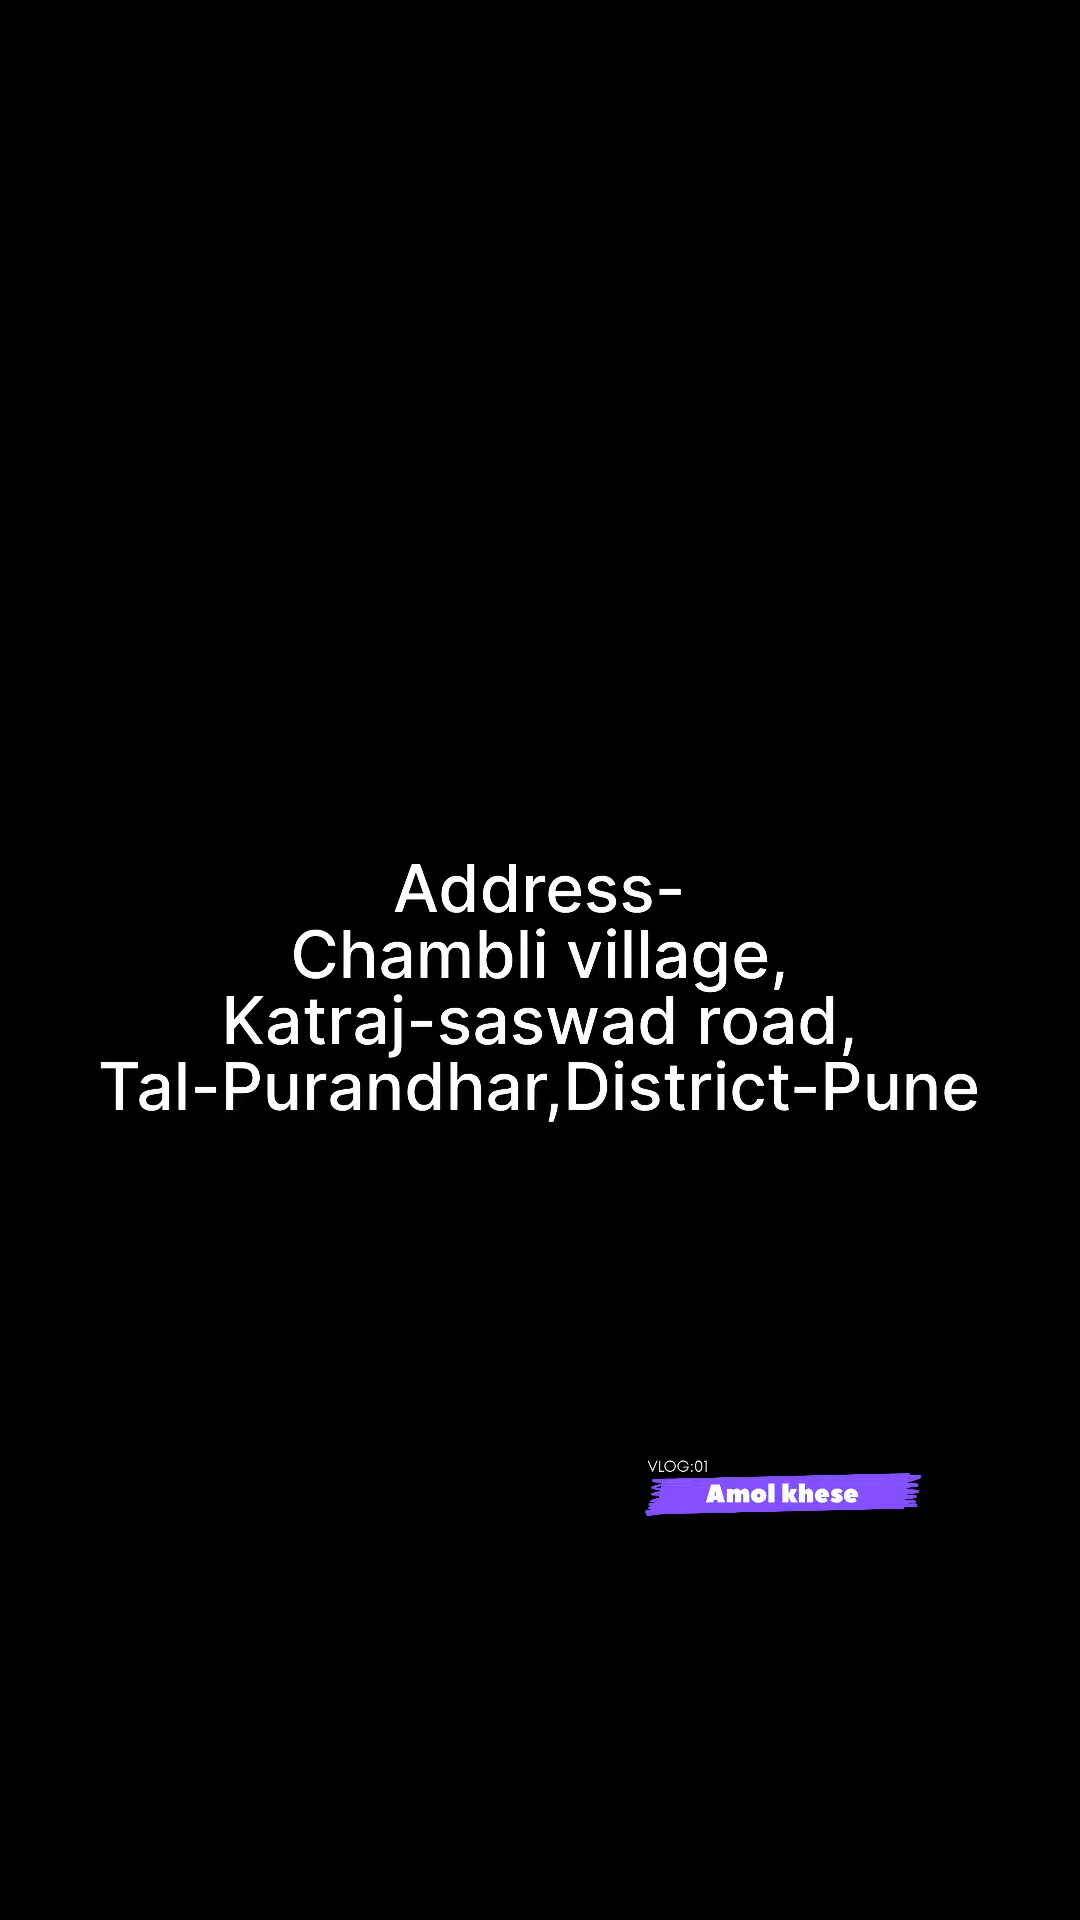 Address-
Chambli village,
Katraj-saswad road,
Tal-Purandhar,District-Pune
VLOG:01
Amol khese